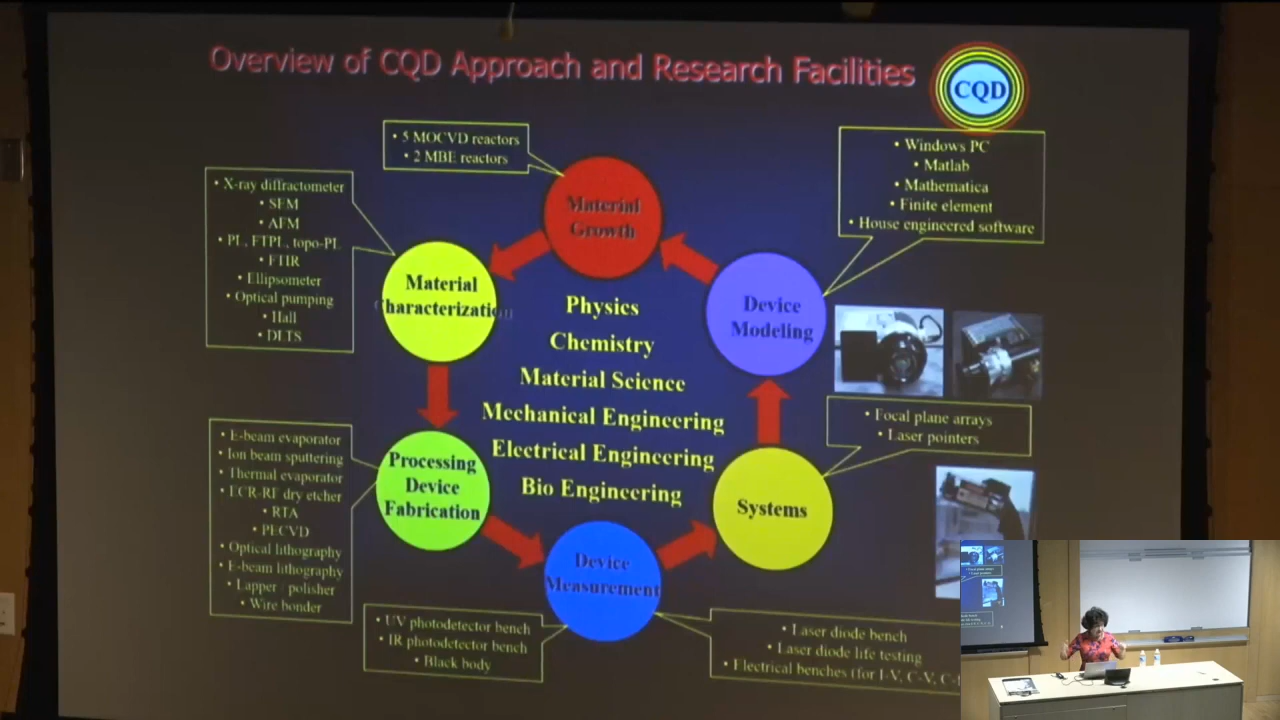 Overview of CQD Approach and Research Facilities
CQD
• 5 MOCVD reactors
• 2 MBE reactors
• Windows PC
• Matlab
• Mathematica
• Finite element
• House engineered software
• X-ray diffractometer
• SEM
• AFM
• PL, FTPL, topo-PL
• FTIR
• Ellipsometer
• Optical pumping
• Hall
• DLTS
Material
Growth
Material
Characterization
Device
Modeling
Physics
Chemistry
Material Science
Mechanical Engineering
Electrical Engineering
Bio Engineering
• Focal plane arrays
• Laser pointers
• E-beam evaporator
• Ion beam sputtering
• Thermal evaporator
• ECR-RF dry etcher
• RTA
• PECVD
• Optical lithography
• E-beam lithography
• Lapper polisher
• Wire bonder
Processing
Device
Fabrication
Systems
Device
Measurement
• UV photodetector bench
• IR photodetector bench
• Black body
• Laser diode bench
• Laser diode life testing
• Electrical benches (for I-V, C-V,